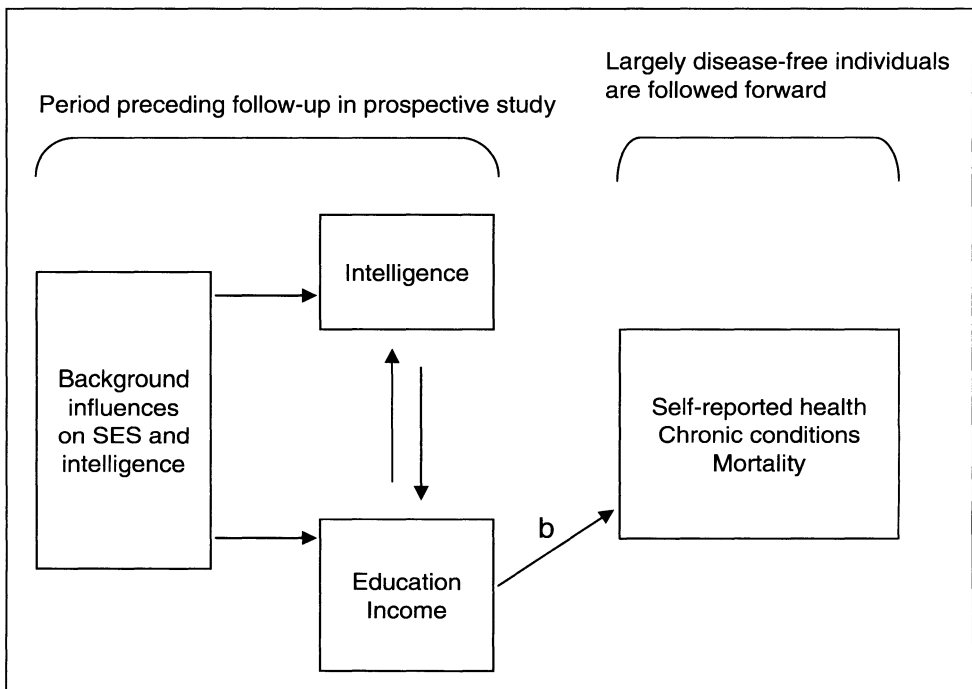 Largely disease-free individuals
are followed forward
Period preceding follow-up in prospective study
Intelligence
Background
influences
on SES and
intelligence
Self-reported health
Chronic conditions
Mortality
b
Education
Income